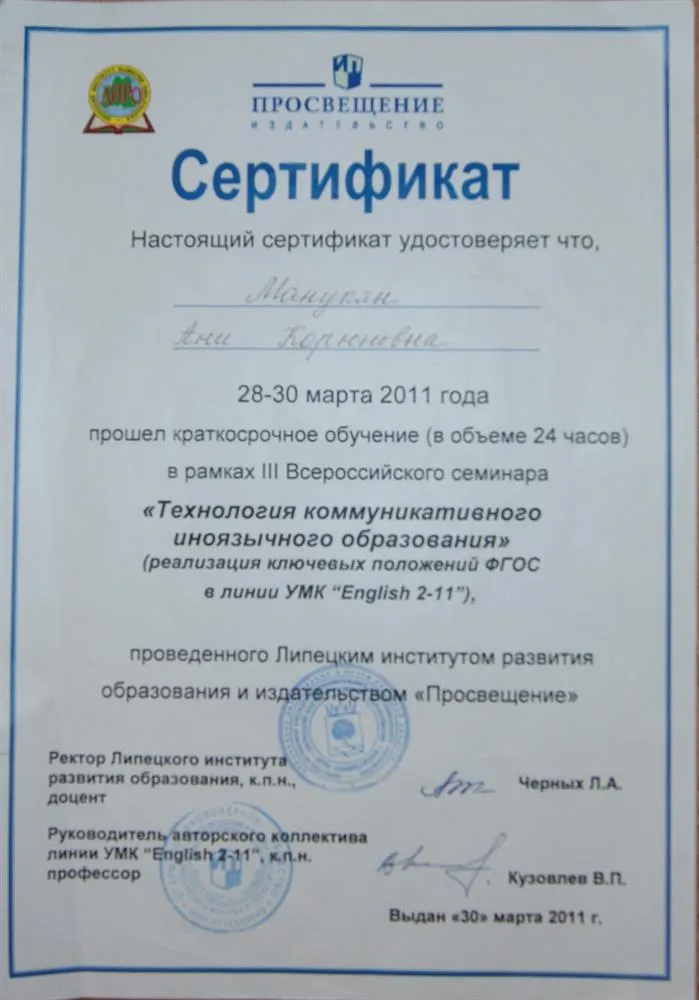 ЛИРО
ПРОСВЕЩЕНИЕ
ИЗДАТЕЛЬСТВО
Сертификат
Настоящий сертификат удостоверяет что,
Манукян
Ани Корюновна
28-30 марта 2011 года
прошел краткосрочное обучение (в объеме 24 часов)
в рамках III Всероссийского семинара
«Технология коммуникативного
иноязычного образования»
(реализация ключевых положений ФГОС
в линии УМК “English 2-11”),
проведенного Липецким институтом развития
образования и издательством «Просвещение»
Ректор Липецкого института
развития образования, к.п.н.,
доцент
Черных Л.А.
Руководитель авторского коллектива
линии УМК “English 2-11”, к.п.н.
профессор
Кузовлев В.П.
Выдан «30» марта 2011 г.